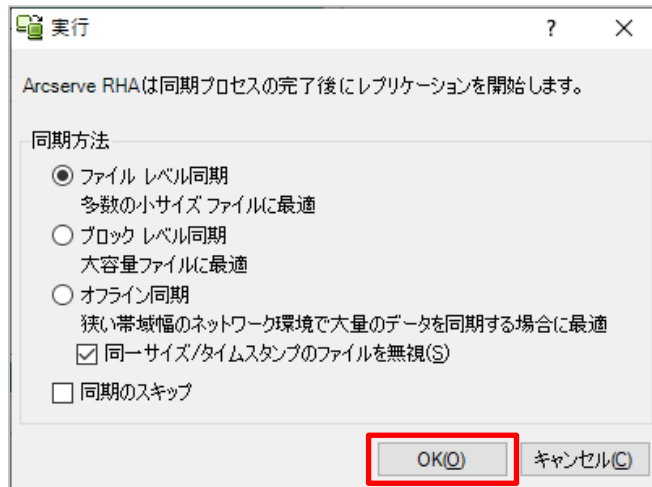 実行
?
×
Arcserve RHAは同期プロセスの完了後にレプリケーションを開始します。
同期方法
ファイル レベル同期
多数の小サイズ ファイルに最適
ブロック レベル同期
大容量ファイルに最適
オフライン同期
狭い帯域幅のネットワーク環境で大量のデータを同期する場合に最適
同一サイズ/タイムスタンプのファイルを無視(S)
同期のスキップ
OK(O) キャンセル(C)